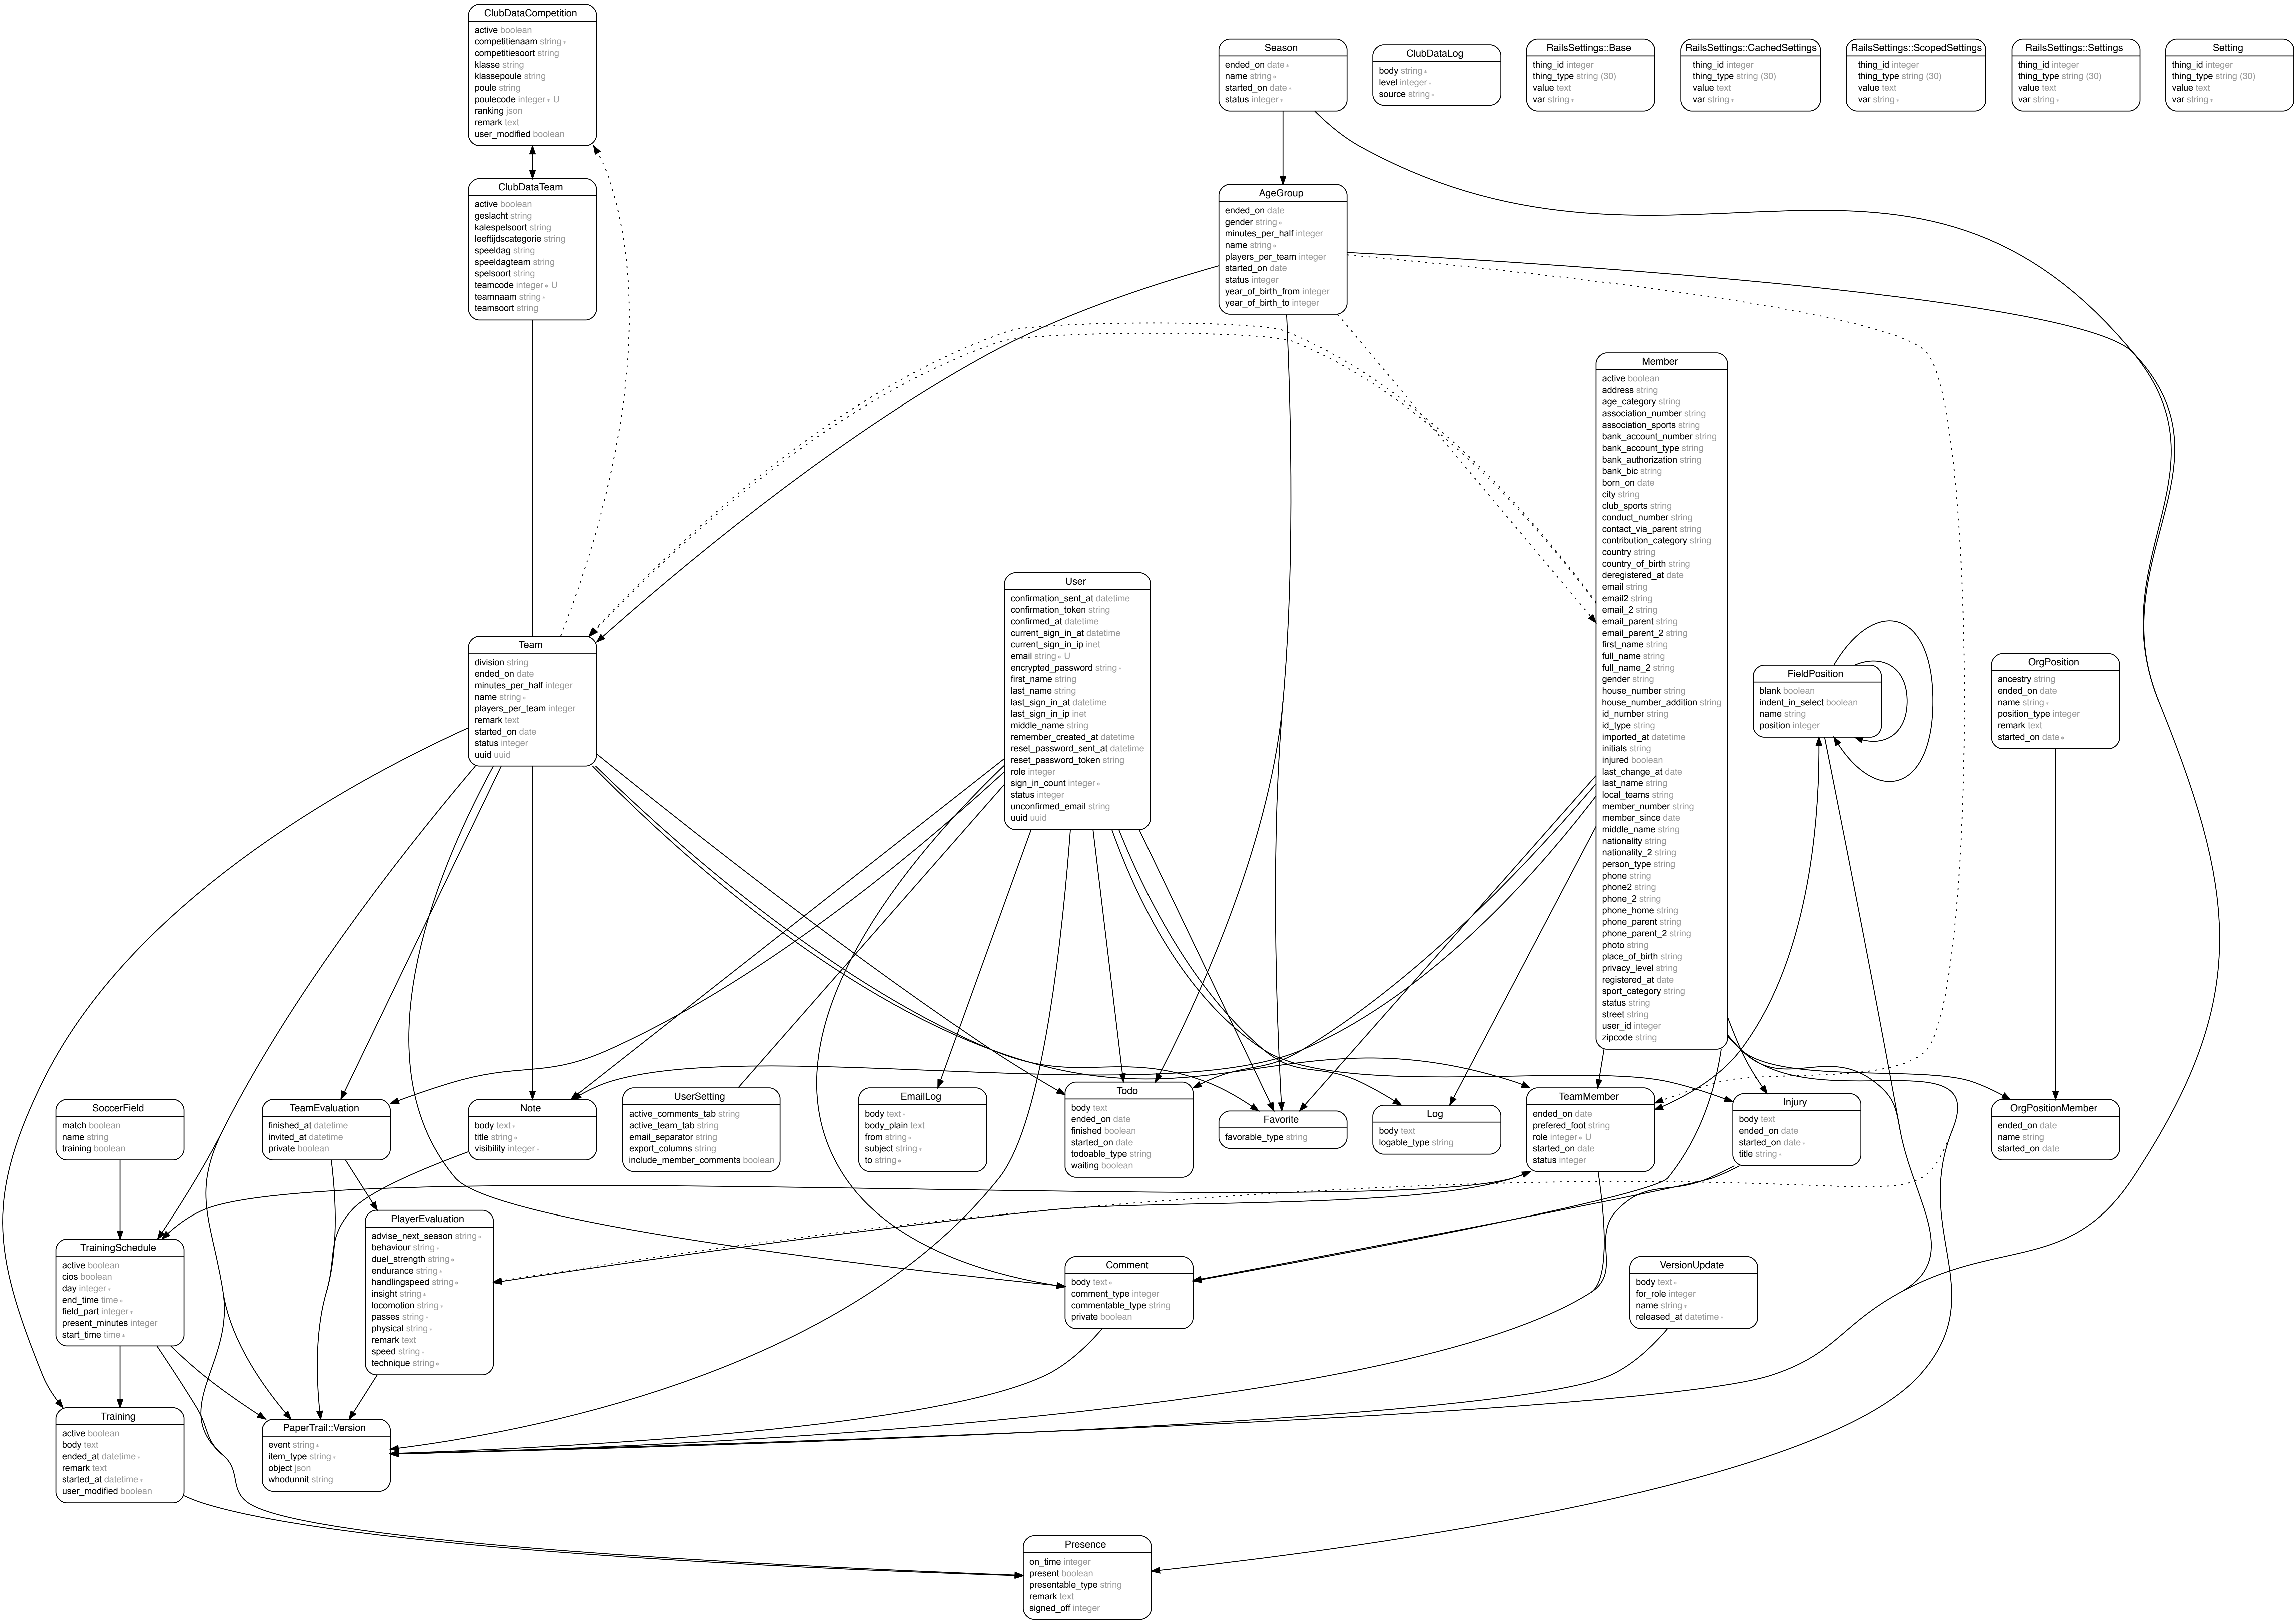 ClubDataCompetition
active boolean
competitienaam string ∗
competitiesoort string
klasse string
klassepoule string
poule string
poulecode integer ∗ U
ranking json
remark text
user_modified boolean
Season
ended_on date ∗
name string ∗
started_on date ∗
status integer ∗
ClubDataLog
body string ∗
level integer ∗
source string ∗
RailsSettings::Base
thing_id integer
thing_type string (30)
value text
var string ∗
RailsSettings::CachedSettings
thing_id integer
thing_type string (30)
value text
var string ∗
RailsSettings::ScopedSettings
thing_id integer
thing_type string (30)
value text
var string ∗
RailsSettings::Settings
thing_id integer
thing_type string (30)
value text
var string ∗
Setting
thing_id integer
thing_type string (30)
value text
var string ∗
ClubDataTeam
active boolean
geslacht string
kalespelsoort string
leeftijdscategorie string
speeldag string
speeldagteam string
spelsoort string
teamcode integer ∗ U
teamnaam string ∗
teamsoort string
AgeGroup
ended_on date
gender string ∗
minutes_per_half integer
name string ∗
players_per_team integer
started_on date
status integer
year_of_birth_from integer
year_of_birth_to integer
Member
active boolean
address string
age_category string
association_number string
association_sports string
bank_account_number string
bank_account_type string
bank_authorization string
bank_bic string
born_on date
city string
club_sports string
conduct_number string
contact_via_parent string
contribution_category string
country string
country_of_birth string
deregistered_at date
email string
email2 string
email_2 string
email_parent string
email_parent_2 string
first_name string
full_name string
full_name_2 string
gender string
house_number string
house_number_addition string
id_number string
id_type string
imported_at datetime
initials string
injured boolean
last_change_at date
last_name string
local_teams string
member_number string
member_since date
middle_name string
nationality string
nationality_2 string
person_type string
phone string
phone2 string
phone_2 string
phone_home string
phone_parent string
phone_parent_2 string
photo string
place_of_birth string
privacy_level string
registered_at date
sport_category string
status string
street string
user_id integer
zipcode string
User
confirmation_sent_at datetime
confirmation_token string
confirmed_at datetime
current_sign_in_at datetime
current_sign_in_ip inet
email string ∗ U
encrypted_password string ∗
first_name string
last_name string
last_sign_in_at datetime
last_sign_in_ip inet
middle_name string
remember_created_at datetime
reset_password_sent_at datetime
reset_password_token string
role integer
sign_in_count integer ∗
status integer
unconfirmed_email string
uuid uuid
Team
division string
ended_on date
minutes_per_half integer
name string ∗
players_per_team integer
remark text
started_on date
status integer
uuid uuid
FieldPosition
blank boolean
indent_in_select boolean
name string
position integer
OrgPosition
ancestry string
ended_on date
name string ∗
position_type integer
remark text
started_on date ∗
SoccerField
match boolean
name string
training boolean
TeamEvaluation
finished_at datetime
invited_at datetime
private boolean
Note
body text ∗
title string ∗
visibility integer ∗
UserSetting
active_comments_tab string
active_team_tab string
email_separator string
export_columns string
include_member_comments boolean
EmailLog
body text ∗
body_plain text
from string ∗
subject string ∗
to string ∗
Todo
body text
ended_on date
finished boolean
started_on date
todoable_type string
waiting boolean
Favorite
favorable_type string
Log
body text
logable_type string
TeamMember
ended_on date
prefered_foot string
role integer ∗ U
started_on date
status integer
Injury
body text
ended_on date
started_on date ∗
title string ∗
OrgPositionMember
ended_on date
name string
started_on date
TrainingSchedule
active boolean
cios boolean
day integer ∗
end_time time ∗
field_part integer ∗
present_minutes integer
start_time time ∗
PlayerEvaluation
advise_next_season string ∗
behaviour string ∗
duel_strength string ∗
endurance string ∗
handlingspeed string ∗
insight string ∗
locomotion string ∗
passes string ∗
physical string ∗
remark text
speed string ∗
technique string ∗
Comment
body text ∗
comment_type integer
commentable_type string
private boolean
VersionUpdate
body text ∗
for_role integer
name string ∗
released_at datetime ∗
Training
active boolean
body text
ended_at datetime ∗
remark text
started_at datetime ∗
user_modified boolean
PaperTrail::Version
event string ∗
item_type string ∗
object json
whodunnit string
Presence
on_time integer
present boolean
presentable_type string
remark text
signed_off integer